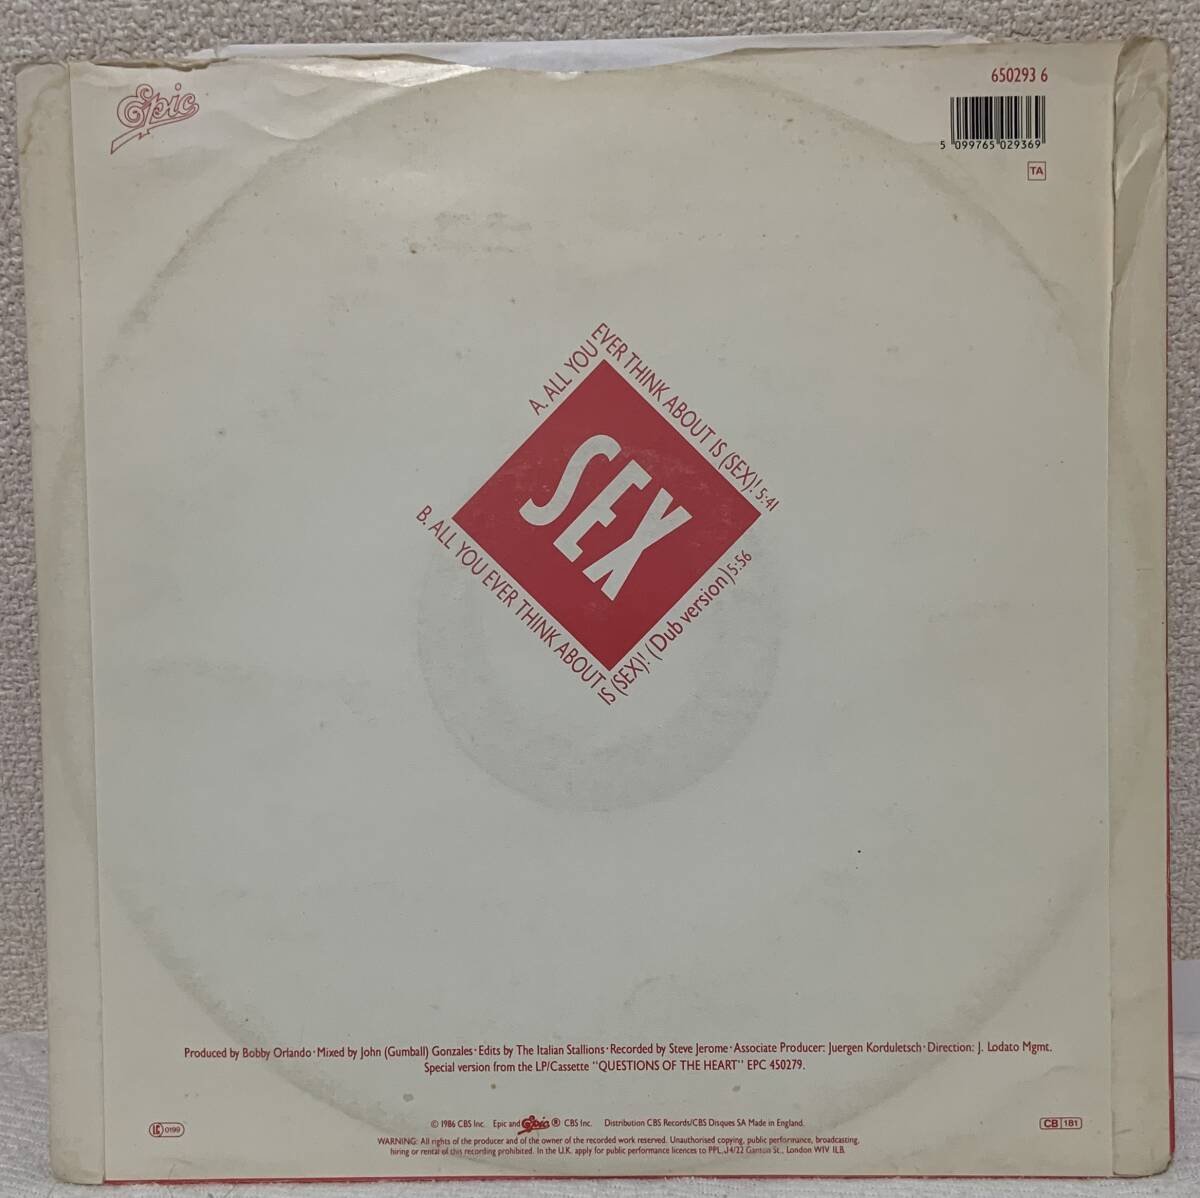 Epic
650293 6
5 099765 029369
TA
A. ALL YOU EVER THINK ABOUT IS (SEX)! 5·41
SEX
B. ALL YOU EVER THINK ABOUT IS (SEX)! (Dub version) 5:56
Produced by Bobby Orlando · Mixed by John (Gumball) Gonzales · Edits by The Italian Stallions · Recorded by Steve Jerome · Associate Producer: Juergen Korduletsch · Direction: J. Lodato Mgmt.
Special version from the LP/Cassette "QUESTIONS OF THE HEART" EPC 450279.
LC 0199
© 1986 CBS Inc. Epic and Epic ® CBS Inc. Distribution CBS Records/CBS Disques SA Made in England.
CB 181
WARNING: All rights of the producer and of the owner of the recorded work reserved. Unauthorised copying, public performance, broadcasting,
hiring or rental of this recording prohibited. In the U.K. apply for public performance licences to PPL, 14/22 Ganton St., London W1V 1LB.